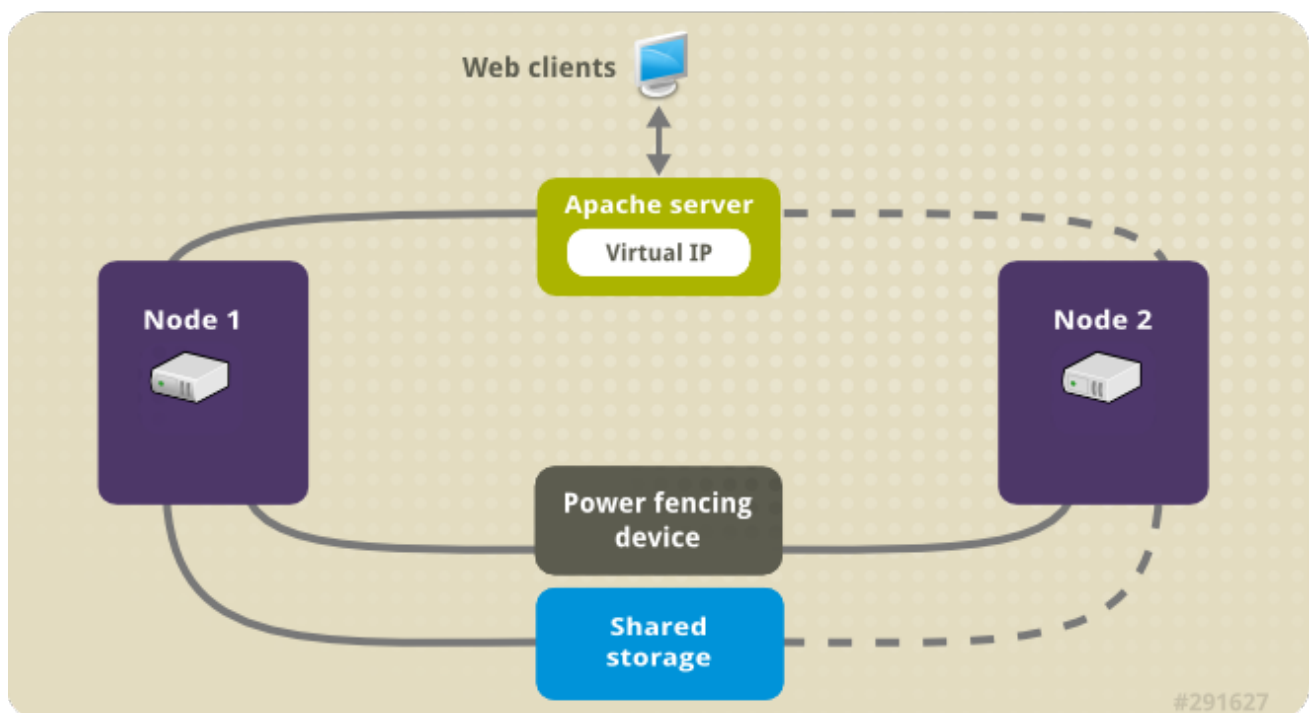 Web clients
Apache server
Virtual IP
Node 1
Node 2
Power fencing
device
Shared
storage
#291627